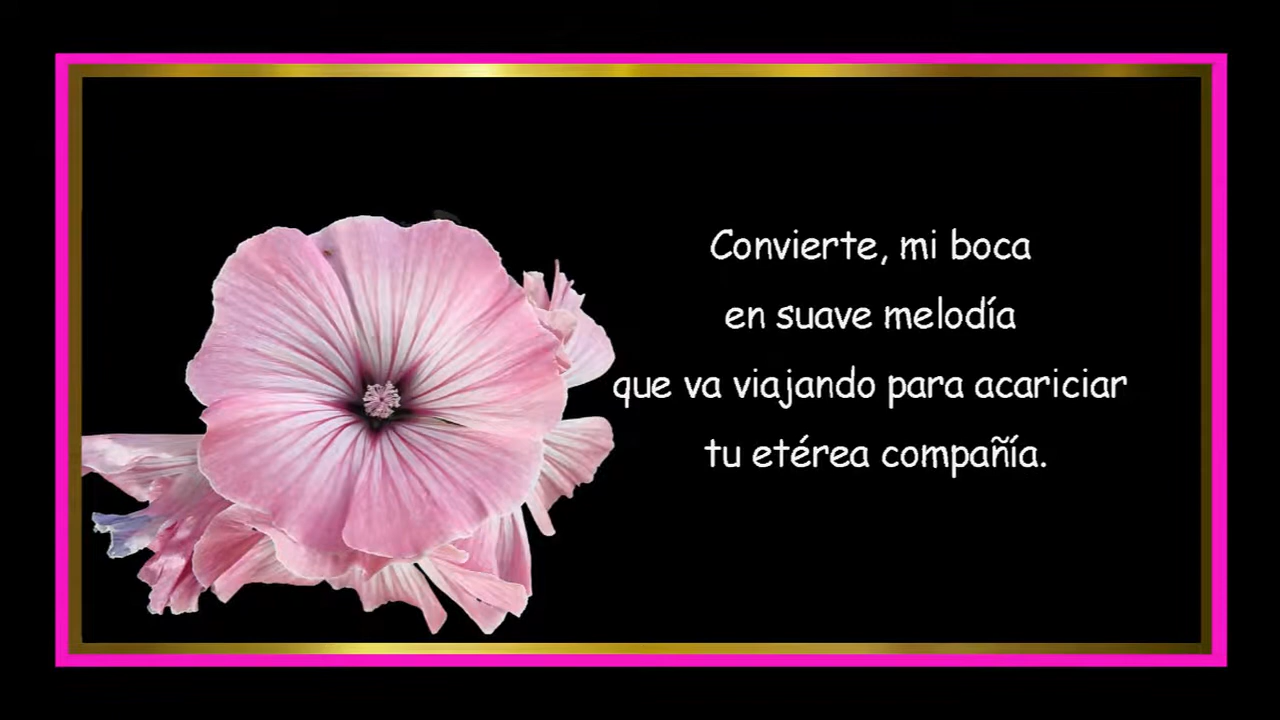 Convierte, mi boca
en suave melodía
que va viajando para acariciar
tu etérea compañía.